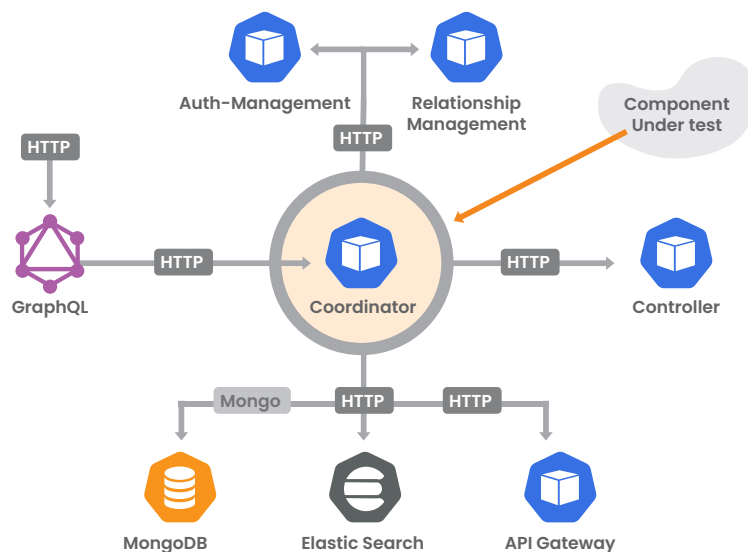 Auth-Management
Relationship
Management
Component
Under test
HTTP
HTTP
HTTP
HTTP
GraphQL
Coordinator
Controller
Mongo
HTTP
HTTP
MongoDB
Elastic Search
API Gateway